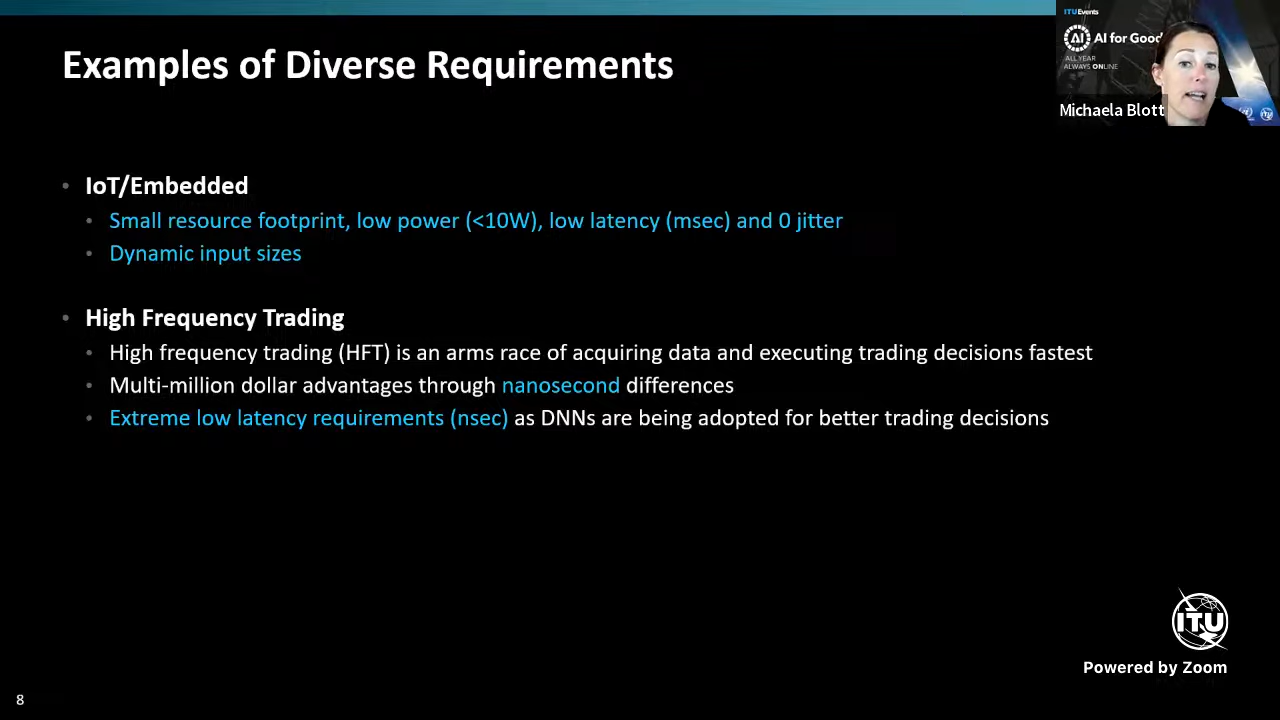 ITUEvents
AI AI for Good
ALL YEAR
ALWAYS ONLINE
Michaela Blott
Examples of Diverse Requirements
• IoT/Embedded
• Small resource footprint, low power (<10W), low latency (msec) and 0 jitter
• Dynamic input sizes
• High Frequency Trading
• High frequency trading (HFT) is an arms race of acquiring data and executing trading decisions fastest
• Multi-million dollar advantages through nanosecond differences
• Extreme low latency requirements (nsec) as DNNs are being adopted for better trading decisions
ITU
Powered by Zoom
8